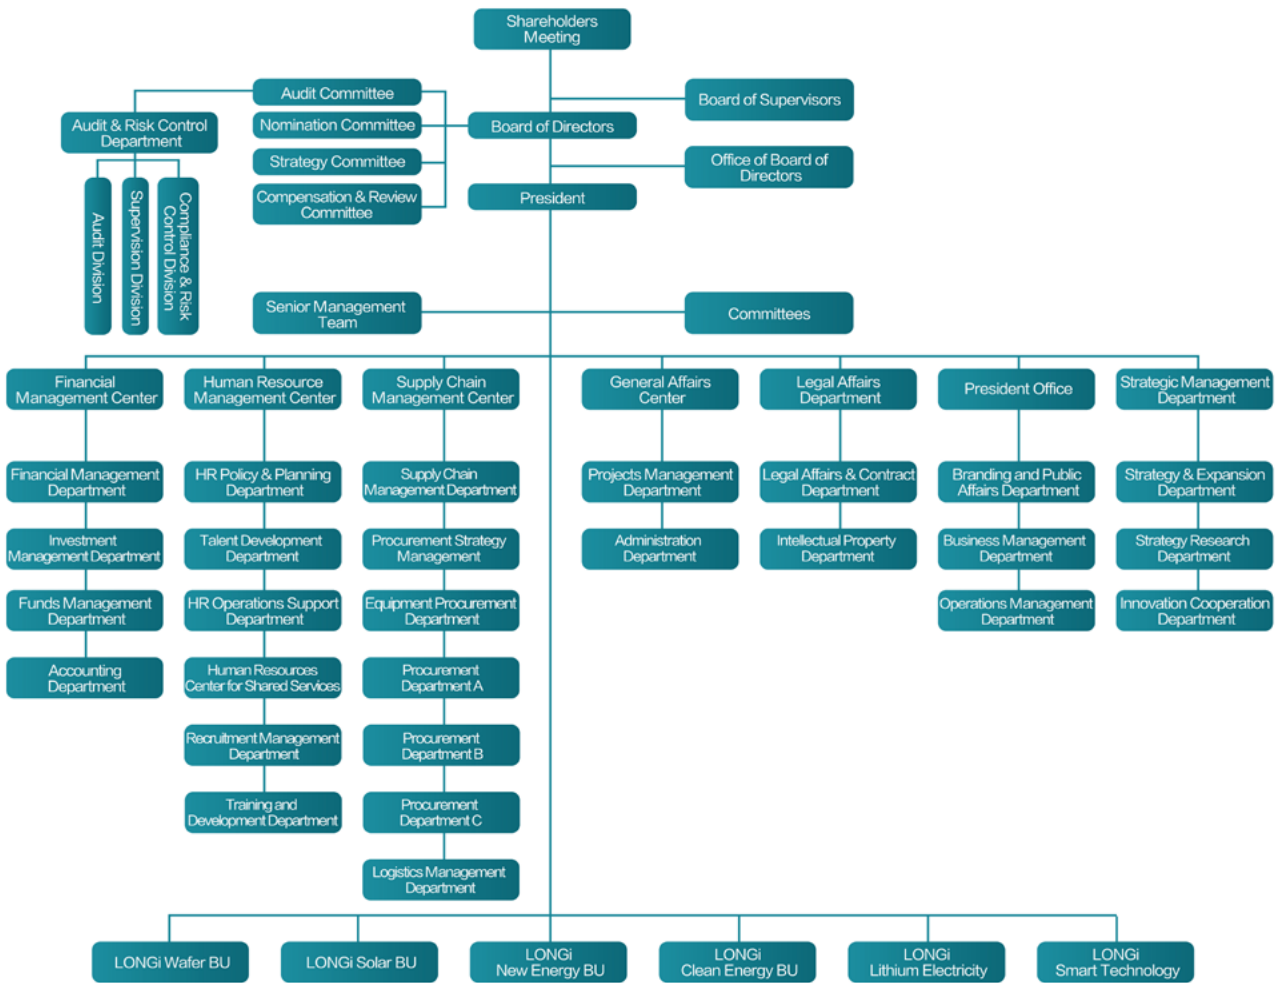 Shareholders
Meeting
Audit Committee
Board of Supervisors
Audit & Risk Control
Department
Nomination Committee
Board of Directors
Strategy Committee
Office of Board of
Directors
Compensation & Review
Committee
President
Audit Division
Supervision Division
Compliance & Risk
Control Division
Senior Management
Team
Committees
Financial
Management Center
Human Resource
Management Center
Supply Chain
Management Center
General Affairs
Center
Legal Affairs
Department
President Office
Strategic Management
Department
Financial Management
Department
HR Policy & Planning
Department
Supply Chain
Management Department
Projects Management
Department
Legal Affairs & Contract
Department
Branding and Public
Affairs Department
Strategy & Expansion
Department
Investment
Management Department
Talent Development
Department
Procurement Strategy
Management
Administration
Department
Intellectual Property
Department
Business Management
Department
Strategy Research
Department
Funds Management
Department
HR Operations Support
Department
Equipment Procurement
Department
Operations Management
Department
Innovation Cooperation
Department
Accounting
Department
Human Resources
Center for Shared Services
Procurement
Department A
Recruitment Management
Department
Procurement
Department B
Training and
Development Department
Procurement
Department C
Logistics Management
Department
LONGi Wafer BU
LONGi Solar BU
LONGi
New Energy BU
LONGi
Clean Energy BU
LONGi
Lithium Electricity
LONGi
Smart Technology